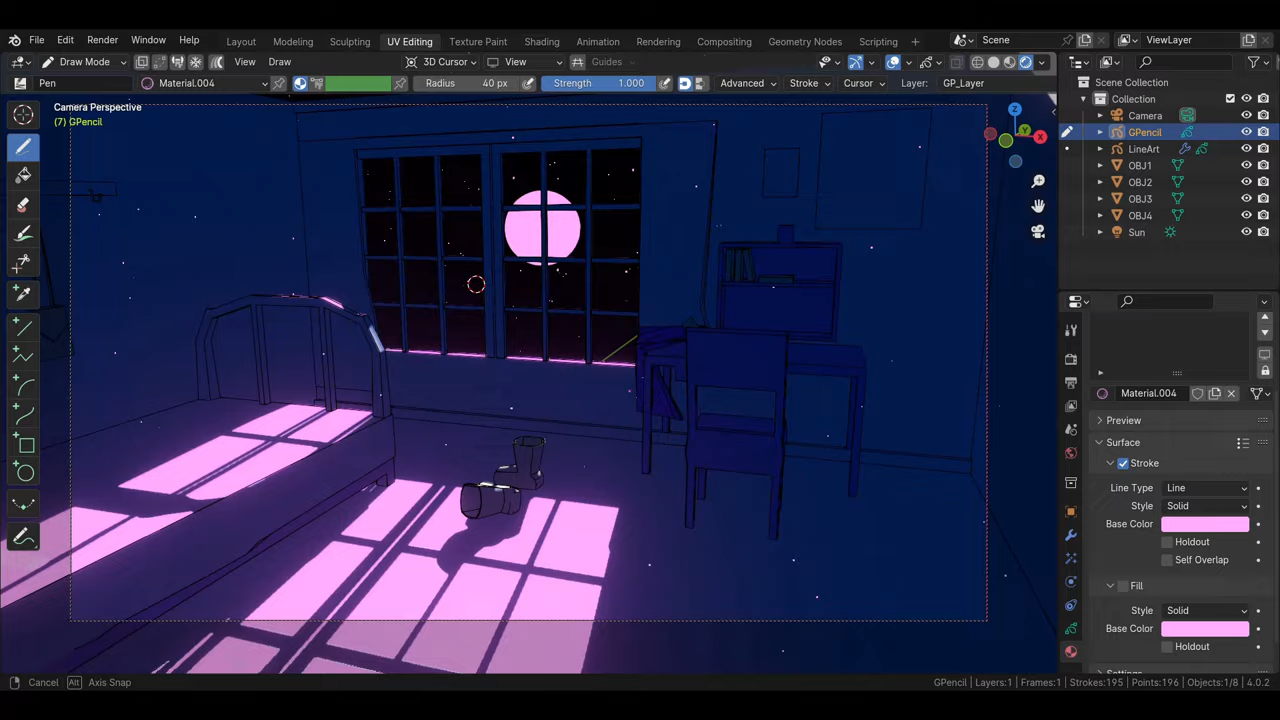 File Edit Render Window Help Layout Modeling Sculpting UV Editing Texture Paint Shading Animation Rendering Compositing Geometry Nodes Scripting + Scene ViewLayer
Draw Mode View Draw 3D Cursor View Guides
Pen Material.004 Radius 40 px Strength 1.000 Advanced Stroke Cursor Layer: GP_Layer
Camera Perspective
(7) GPencil
Z
Y
X
Scene Collection
Collection
Camera
GPencil
LineArt
OBJ1
OBJ2
OBJ3
OBJ4
Sun
Material.004
Preview
Surface
Stroke
Line Type Line
Style Solid
Base Color
Holdout
Self Overlap
Fill
Style Solid
Base Color
Holdout
Cancel Alt Axis Snap
GPencil | Layers:1 | Frames:1 | Strokes:195 | Points:196 | Objects:1/8 | 4.0.2